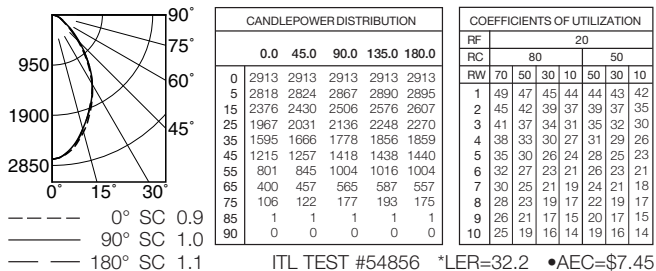 90°
75°
60°
45°
950
1900
2850
0° 15° 30°
0° SC 0.9
90° SC 1.0
180° SC 1.1
CANDLEPOWER DISTRIBUTION
0.0 45.0 90.0 135.0 180.0
0 2913 2913 2913 2913 2913
5 2818 2824 2867 2890 2895
15 2376 2430 2506 2576 2607
25 1967 2031 2136 2248 2270
35 1595 1666 1778 1856 1859
45 1215 1257 1418 1438 1440
55 801 845 1004 1016 1004
65 400 457 565 587 557
75 106 122 177 193 175
85 1 1 1 1 1
90 0 0 0 0 0
COEFFICIENTS OF UTILIZATION
RF 20
RC 80 50
RW 70 50 30 10 50 30 10
1 49 47 45 44 44 43 42
2 45 42 39 37 39 37 35
3 41 37 34 31 35 32 30
4 38 33 30 27 31 29 26
5 35 30 26 24 28 25 23
6 32 27 23 21 26 23 21
7 30 25 21 19 24 21 18
8 28 23 19 17 22 19 17
9 26 21 17 15 20 17 15
10 25 19 16 14 19 16 14
ITL TEST #54856 *LER=32.2 •AEC=$7.45